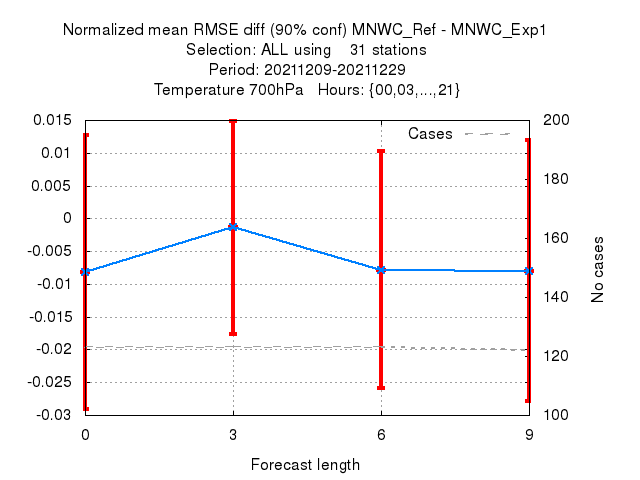 Normalized mean RMSE diff (90% conf) MNWC_Ref - MNWC_Exp1
Selection: ALL using    31 stations
Period: 20211209-20211229
Temperature 700hPa   Hours: {00,03,...,21}
0.015
0.01
0.005
0
-0.005
-0.01
-0.015
-0.02
-0.025
-0.03
Cases
200
180
160
140
120
100
No cases
0 3 6 9
Forecast length